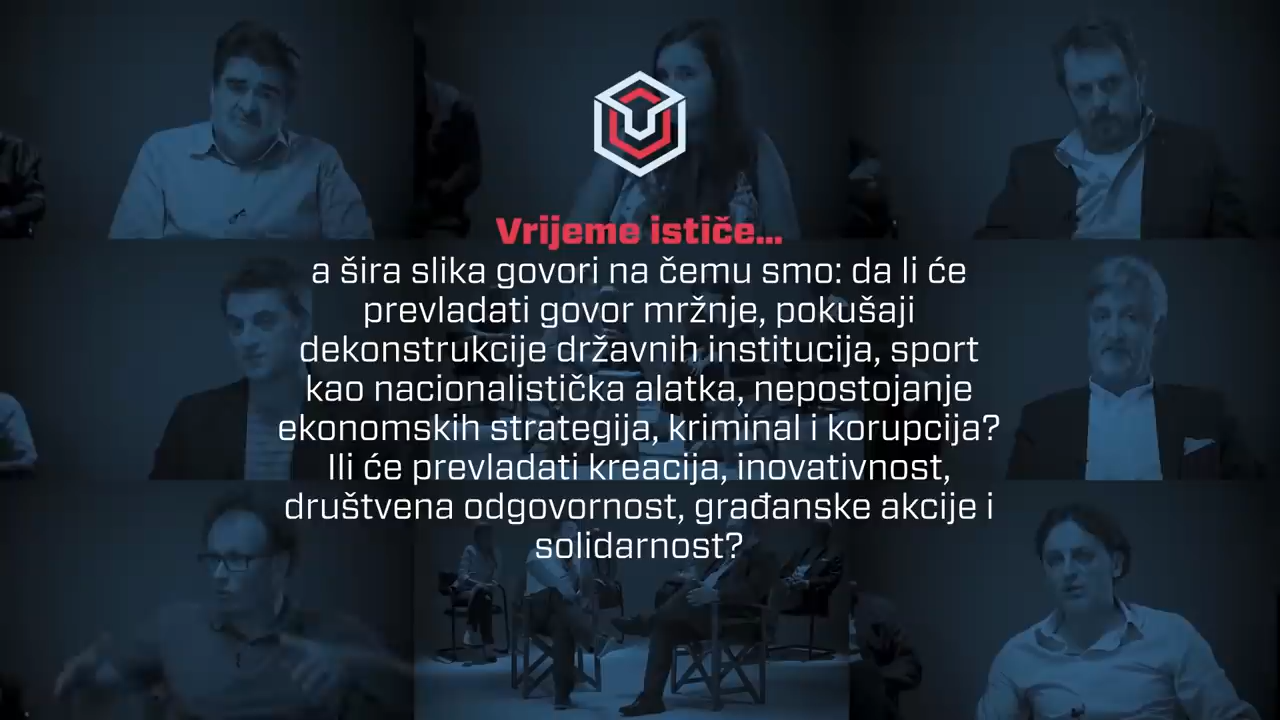 Vrijeme ističe...
a šira slika govori na čemu smo: da li će
prevladati govor mržnje, pokušaji
dekonstrukcije državnih institucija, sport
kao nacionalistička alatka, nepostojanje
ekonomskih strategija, kriminal i korupcija?
Ili će prevladati kreacija, inovativnost,
društvena odgovornost, građanske akcije i
solidarnost?